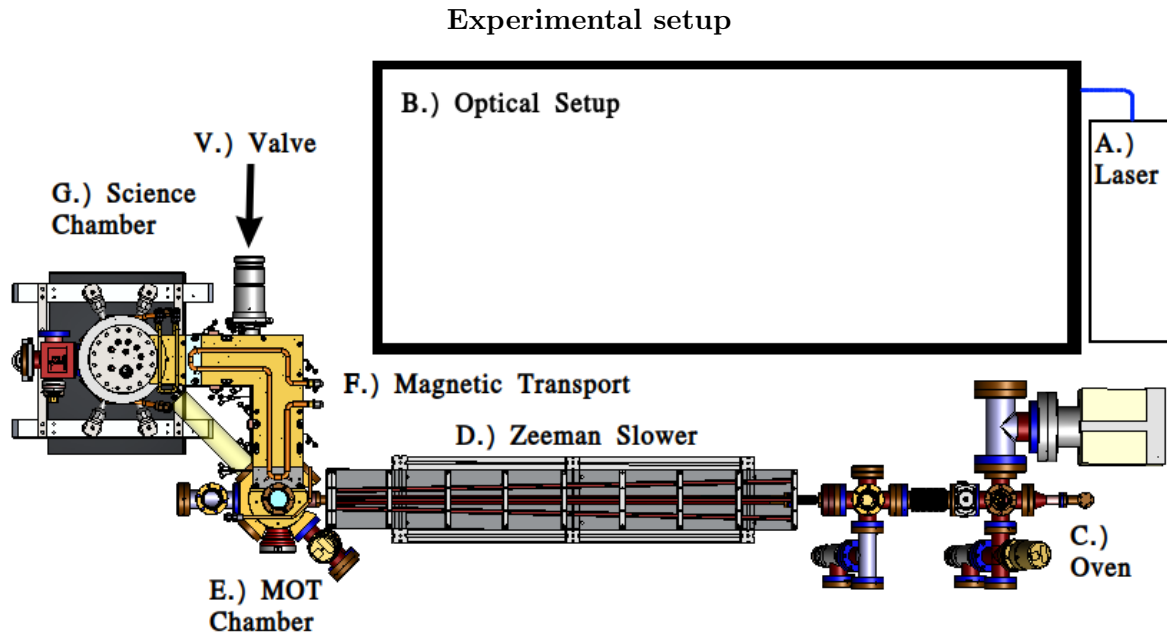 Experimental setup
B.) Optical Setup
A.)
Laser
V.) Valve
G.) Science
Chamber
F.) Magnetic Transport
D.) Zeeman Slower
C.)
Oven
E.) MOT
Chamber